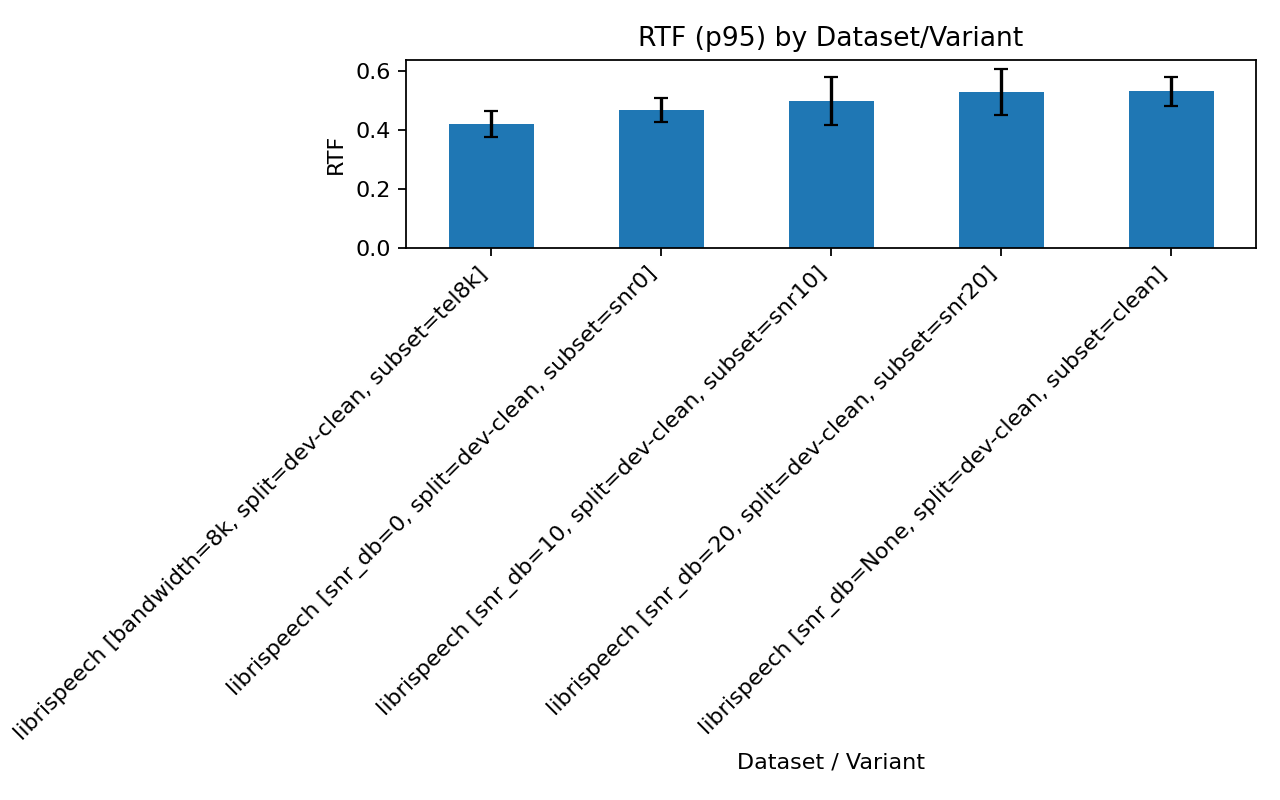 RTF (p95) by Dataset/Variant
RTF
0.6
0.4
0.2
0.0
librispeech [bandwidth=8k, split=dev-clean, subset=tel8k]
librispeech [snr_db=0, split=dev-clean, subset=snr0]
librispeech [snr_db=10, split=dev-clean, subset=snr10]
librispeech [snr_db=20, split=dev-clean, subset=snr20]
librispeech [snr_db=None, split=dev-clean, subset=clean]
Dataset / Variant